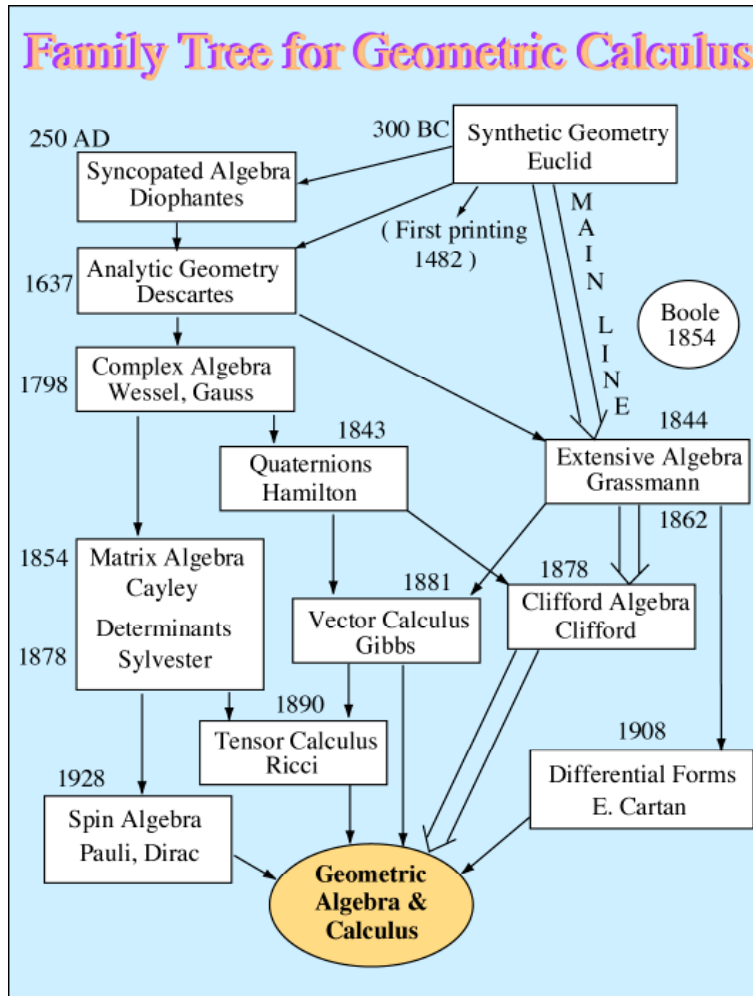 Family Tree for Geometric Calculus
300 BC
Synthetic Geometry
Euclid
250 AD
Syncopated Algebra
Diophantes
( First printing
1482 )
MAIN LINE
1637
Analytic Geometry
Descartes
Boole
1854
1798
Complex Algebra
Wessel, Gauss
1843
Quaternions
Hamilton
1844
Extensive Algebra
Grassmann
1862
1854
Matrix Algebra
Cayley
Determinants
1878
Sylvester
1881
Vector Calculus
Gibbs
1878
Clifford Algebra
Clifford
1890
Tensor Calculus
Ricci
1908
Differential Forms
E. Cartan
1928
Spin Algebra
Pauli, Dirac
Geometric
Algebra &
Calculus